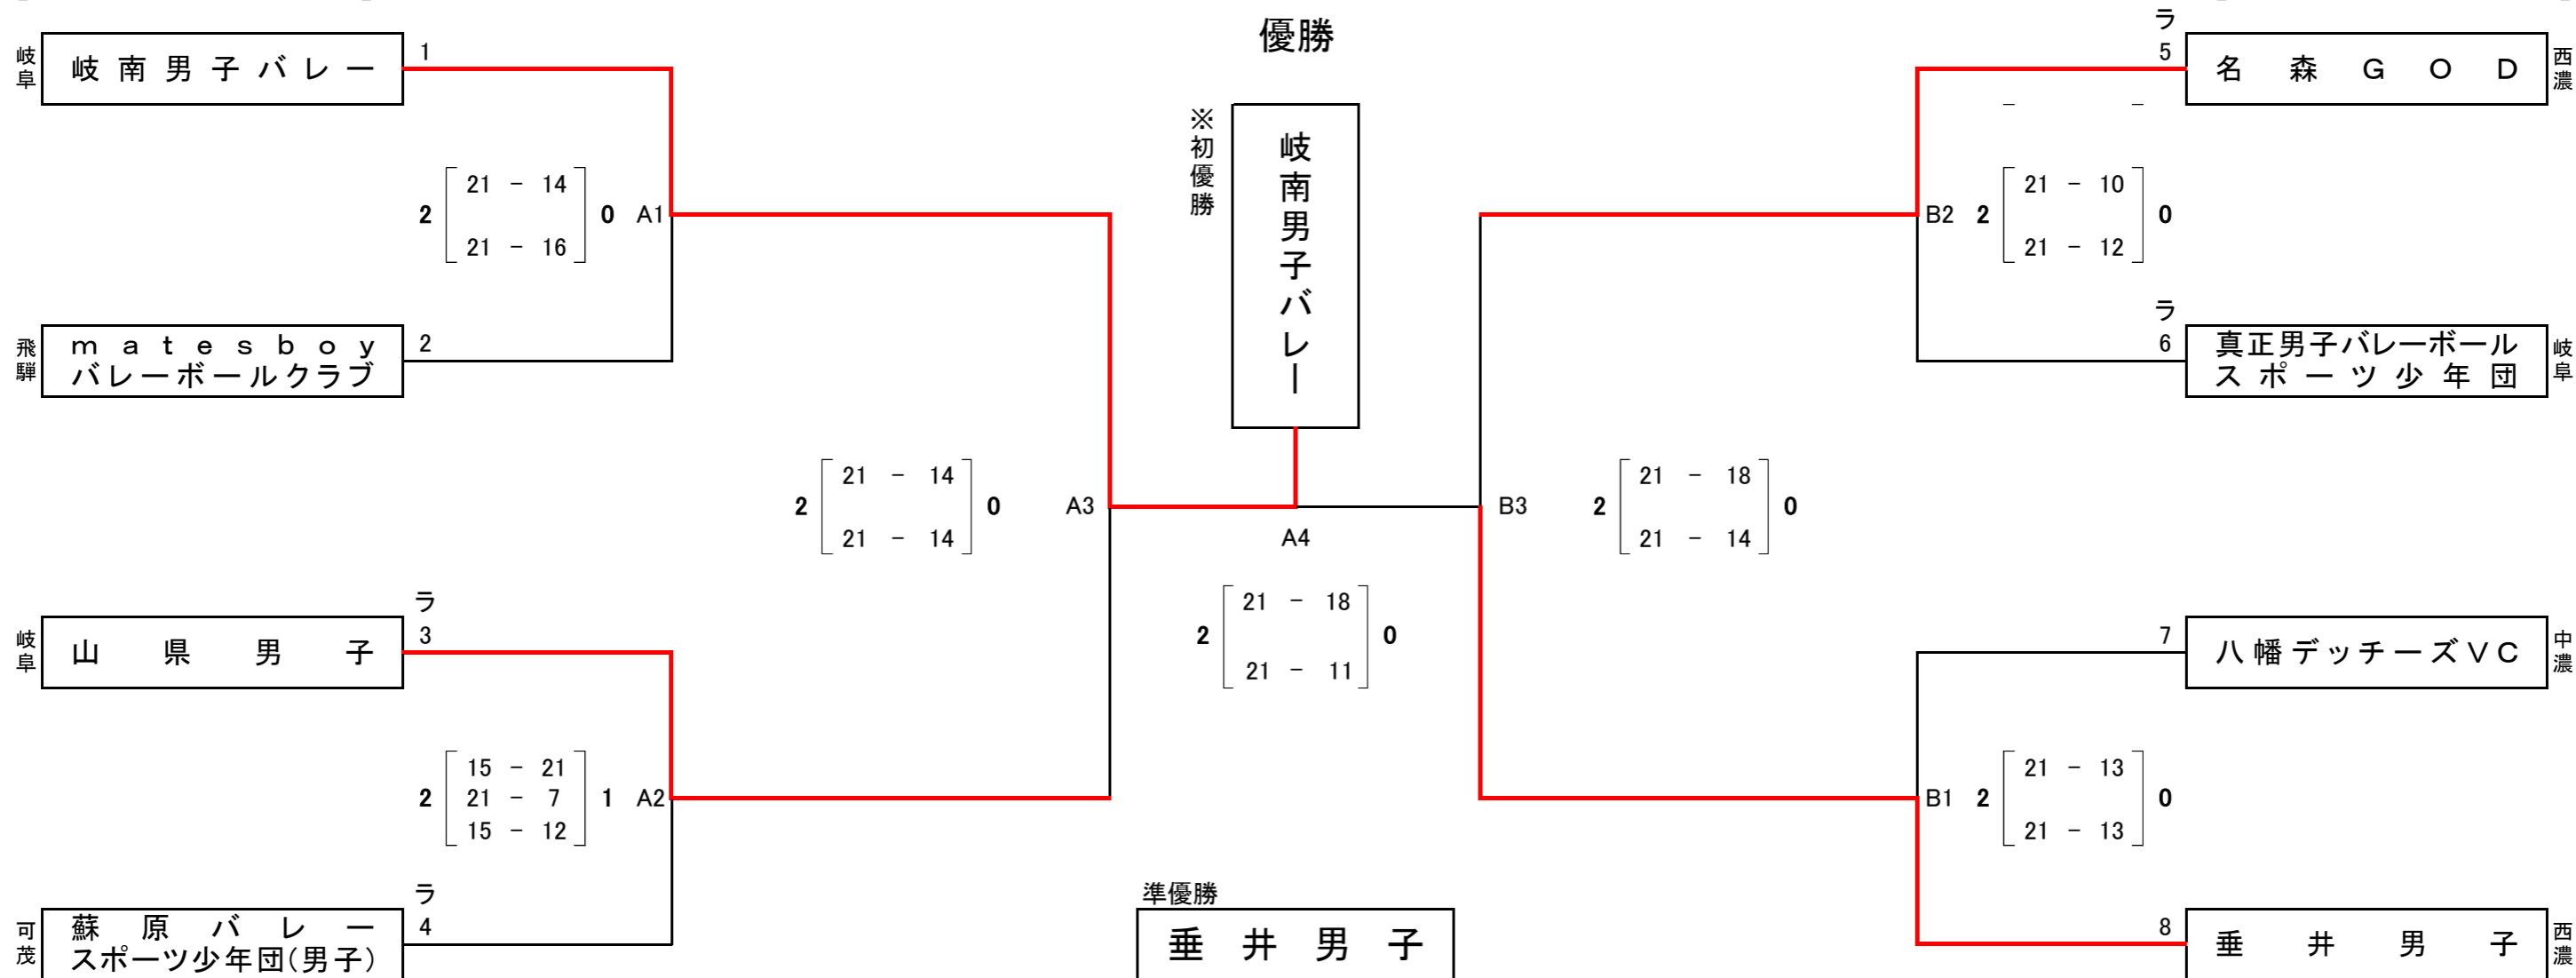 優勝
岐阜
岐南男子バレー
1
2 [ 21 - 14 ] 0 A1
21 - 16
飛騨
matesboy
バレーボールクラブ
2
2 [ 21 - 14 ] 0 A3
21 - 14
岐阜
山県男子
ラ
3
2 [ 15 - 21 ] 1 A2
21 - 7
15 - 12
可茂
蘇原バレー
スポーツ少年団(男子)
ラ
4
※初優勝
岐南男子バレー
A4
2 [ 21 - 18 ] 0
21 - 11
準優勝
垂井男子
ラ
5
名森GOD
西濃
- -
B2 2 [ 21 - 10 ] 0
21 - 12
ラ
6
真正男子バレーボール
スポーツ少年団
岐阜
B3 2 [ 21 - 18 ] 0
21 - 14
7
八幡デッチーズVC
中濃
B1 2 [ 21 - 13 ] 0
21 - 13
8
垂井男子
西濃